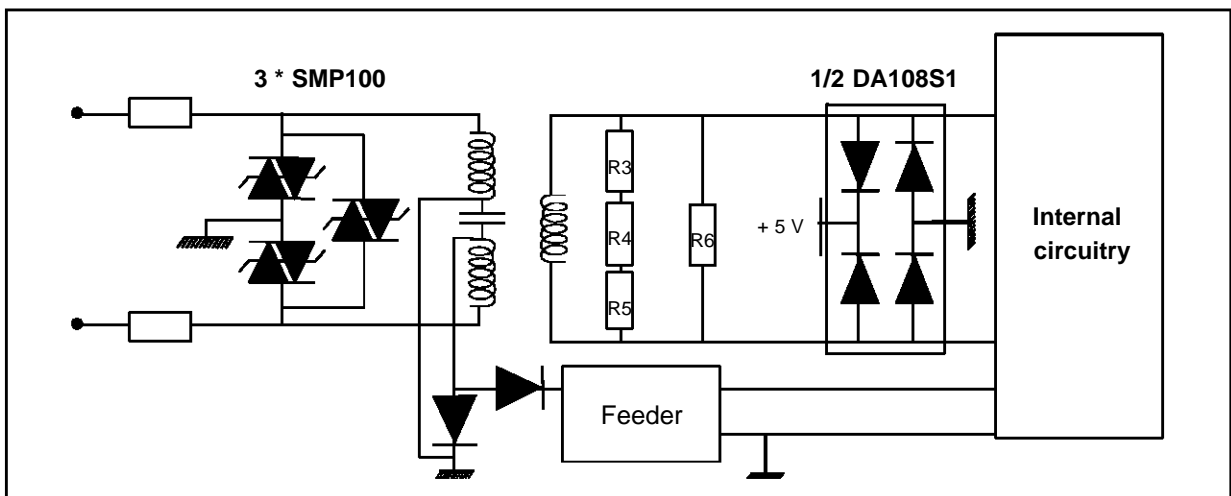 3 * SMP100
1/2 DA108S1
R3
R4
R5
R6
+ 5 V
Internal
circuitry
Feeder